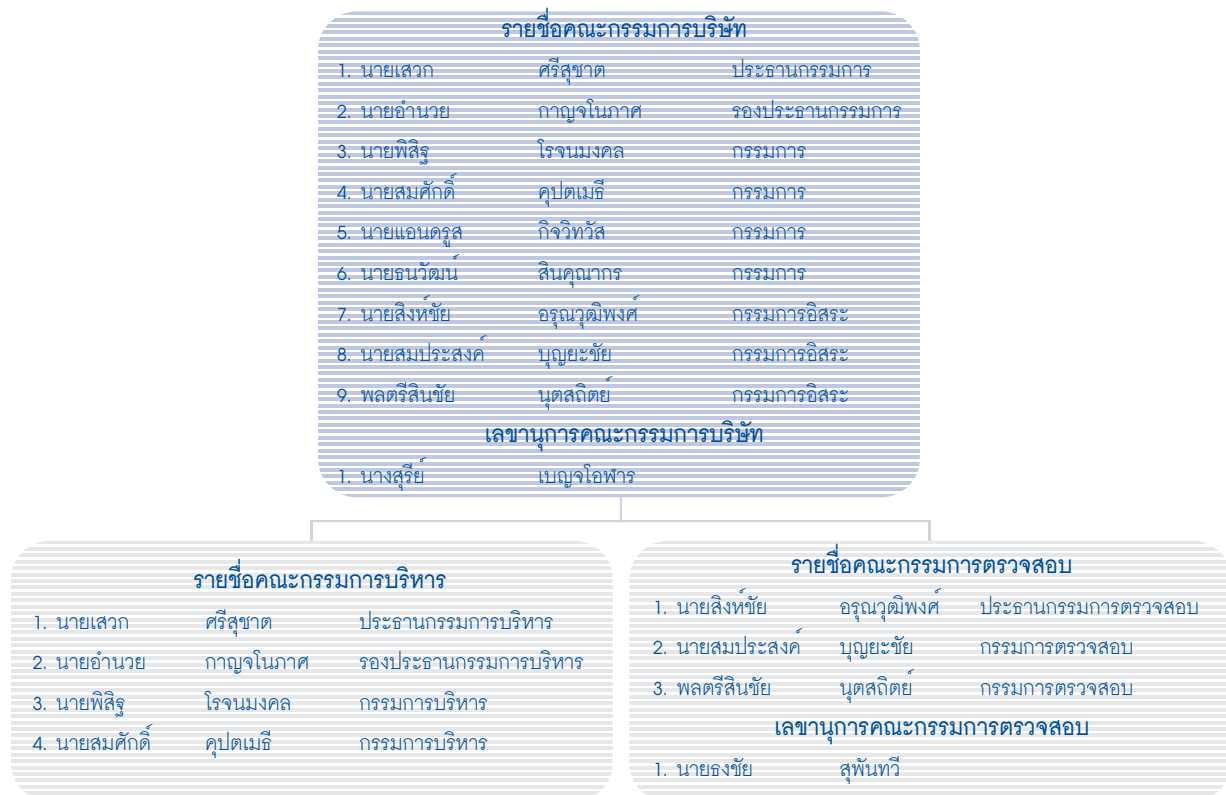 รายชื่อคณะกรรมการบริษัท
1. นายเสวก ศรีสุชาต ประธานกรรมการ
2. นายอำนวย กาญจโนภาศ รองประธานกรรมการ
3. นายพิสิฐ โรจนมงคล กรรมการ
4. นายสมศักดิ์ คุปตเมธี กรรมการ
5. นายแอนดรูส กิจวิทวัส กรรมการ
6. นายธนวัฒน์ สินคุณากร กรรมการ
7. นายสิงห์ชัย อรุณวุฒิพงศ์ กรรมการอิสระ
8. นายสมประสงค์ บุญยะชัย กรรมการอิสระ
9. พลตรีสินชัย นุตสถิตย์ กรรมการอิสระ
เลขานุการคณะกรรมการบริษัท
1. นางสุรีย์ เบญจโอฬาร
รายชื่อคณะกรรมการบริหาร
1. นายเสวก ศรีสุชาต ประธานกรรมการบริหาร
2. นายอำนวย กาญจโนภาศ รองประธานกรรมการบริหาร
3. นายพิสิฐ โรจนมงคล กรรมการบริหาร
4. นายสมศักดิ์ คุปตเมธี กรรมการบริหาร
รายชื่อคณะกรรมการตรวจสอบ
1. นายสิงห์ชัย อรุณวุฒิพงศ์ ประธานกรรมการตรวจสอบ
2. นายสมประสงค์ บุญยะชัย กรรมการตรวจสอบ
3. พลตรีสินชัย นุตสถิตย์ กรรมการตรวจสอบ
เลขานุการคณะกรรมการตรวจสอบ
1. นายธงชัย สุพันทวี